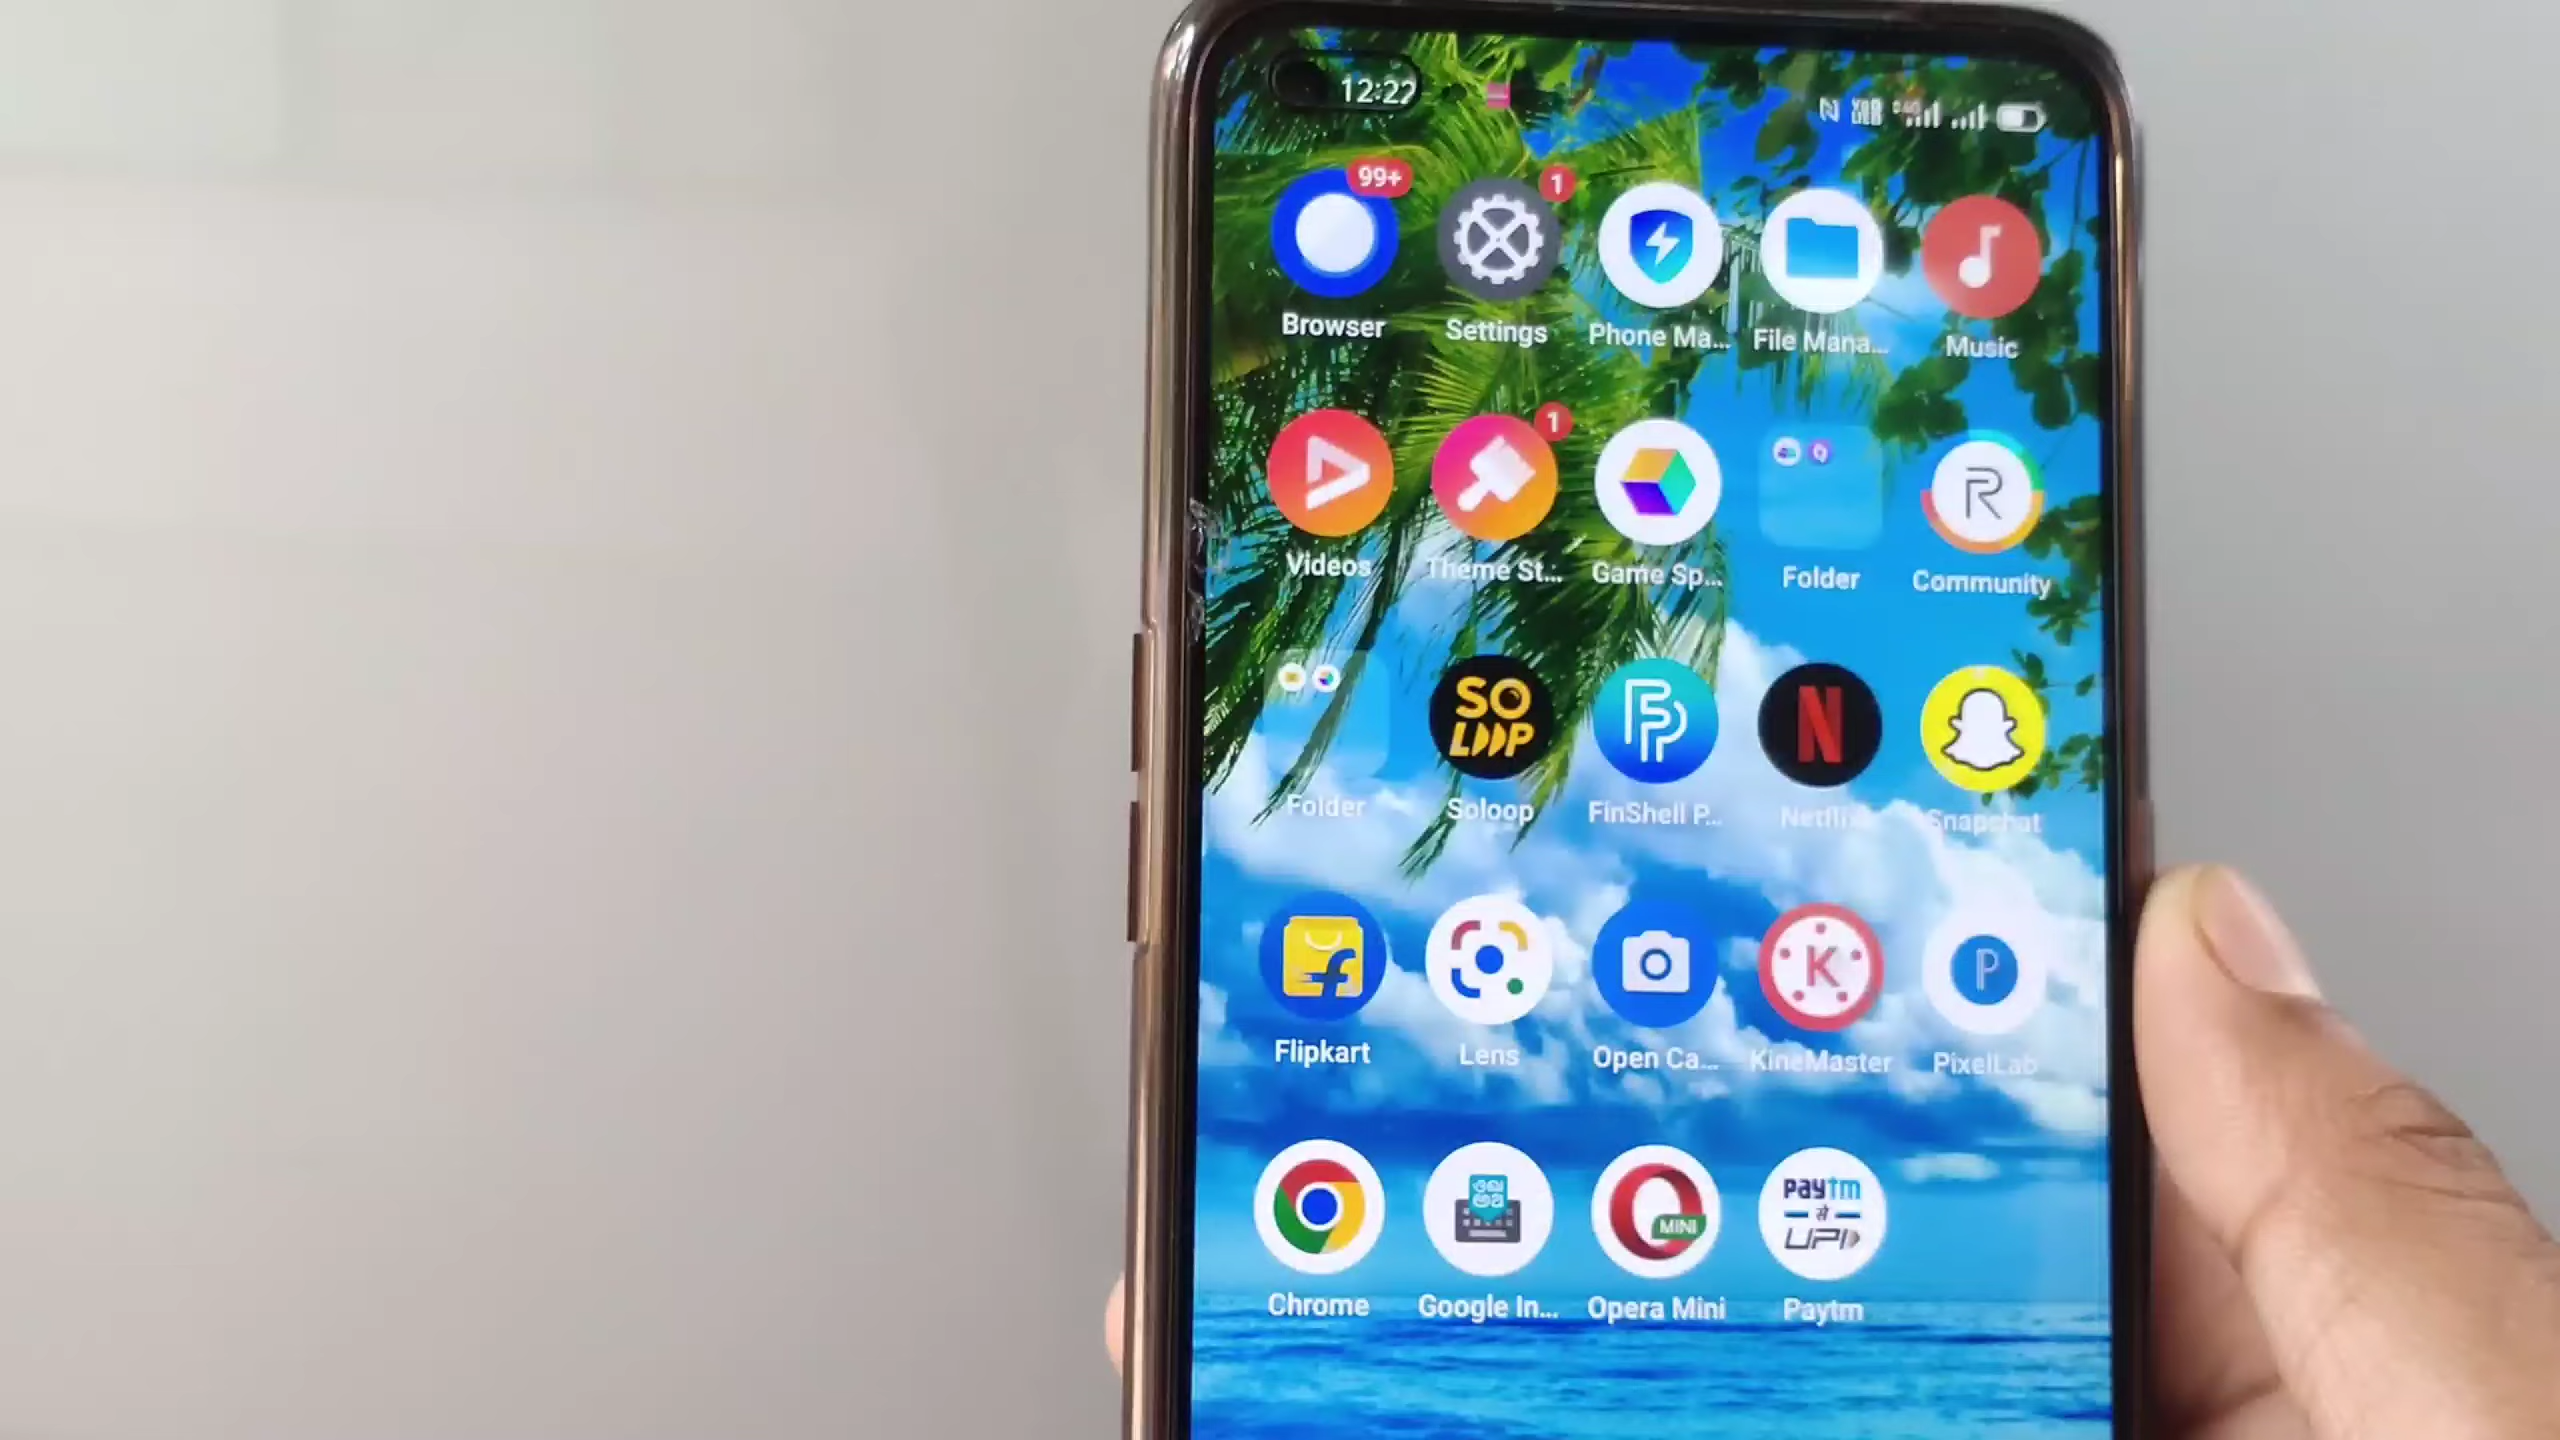 12:22
99+
1
Browser
Settings
Phone Ma...
File Mana...
Music
1
R
Videos
Theme St...
Game Sp...
Folder
Community
SO
LOOP
N
Folder
Soloop
FinShell P...
Netflix
Snapchat
f
K
P
Flipkart
Lens
Open Ca...
KineMaster
PixelLab
MINI
paytm
से
UPI
Chrome
Google In...
Opera Mini
Paytm